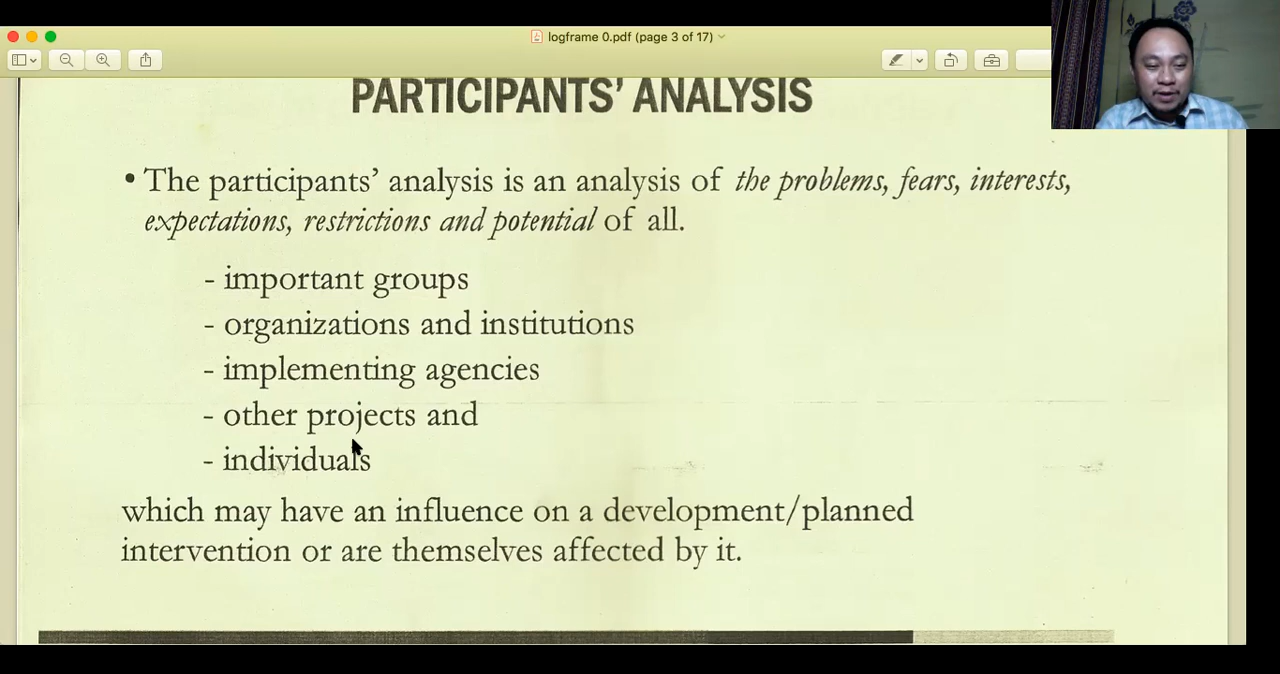 logframe 0.pdf (page 3 of 17)
PARTICIPANTS' ANALYSIS
• The participants' analysis is an analysis of the problems, fears, interests,
expectations, restrictions and potential of all.
- important groups
- organizations and institutions
- implementing agencies
- other projects and
- individuals
which may have an influence on a development/planned
intervention or are themselves affected by it.